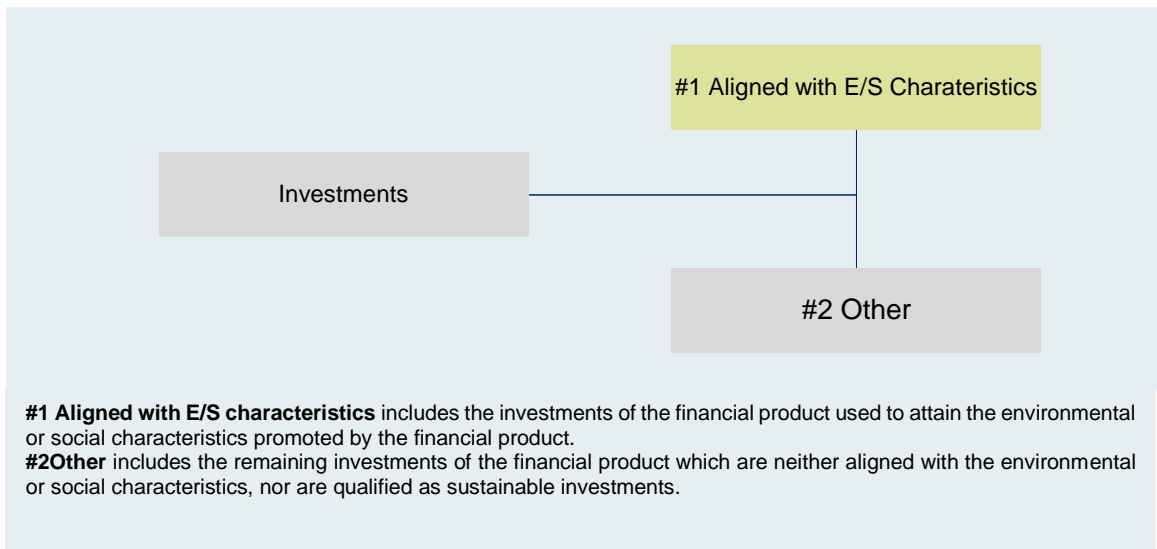 #1 Aligned with E/S Charateristics
Investments
#2 Other
#1 Aligned with E/S characteristics includes the investments of the financial product used to attain the environmental
or social characteristics promoted by the financial product.
#2Other includes the remaining investments of the financial product which are neither aligned with the environmental
or social characteristics, nor are qualified as sustainable investments.